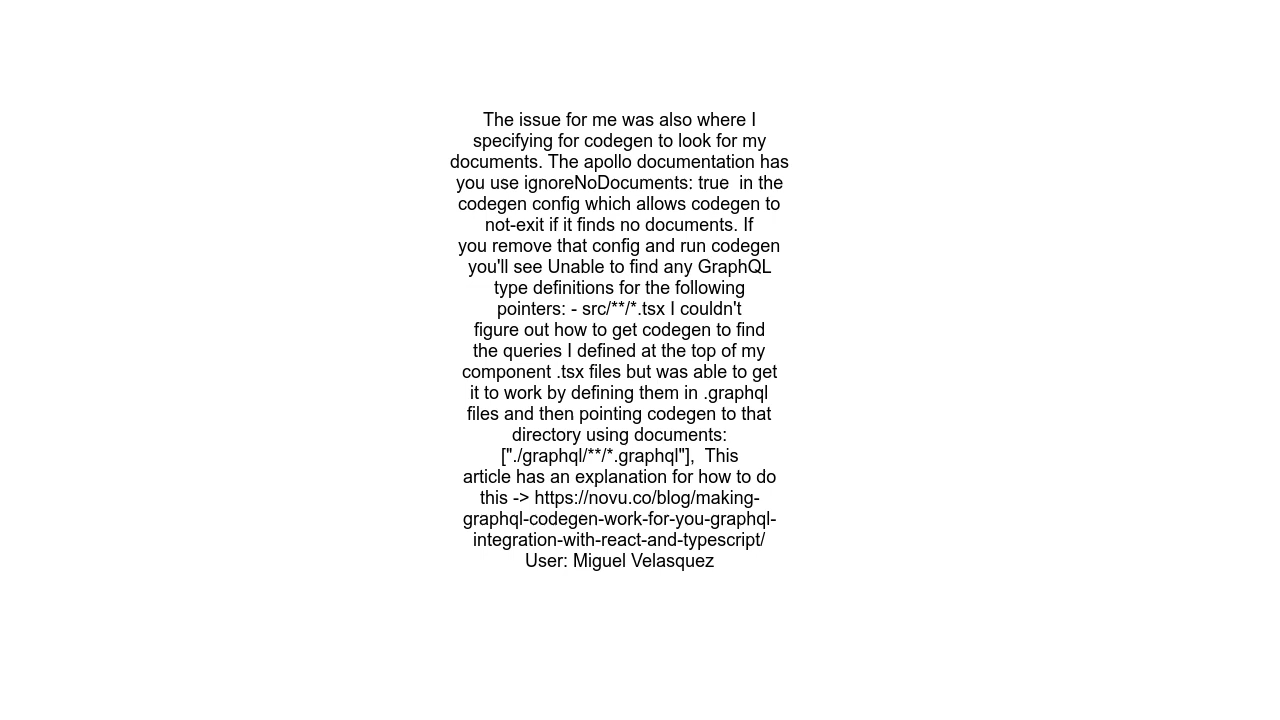 The issue for me was also where I
specifying for codegen to look for my
documents. The apollo documentation has
you use ignoreNoDocuments: true  in the
codegen config which allows codegen to
not-exit if it finds no documents. If
you remove that config and run codegen
you'll see Unable to find any GraphQL
type definitions for the following
pointers: - src/**/*.tsx I couldn't
figure out how to get codegen to find
the queries I defined at the top of my
component .tsx files but was able to get
it to work by defining them in .graphql
files and then pointing codegen to that
directory using documents:
["./graphql/**/*.graphql"],  This
article has an explanation for how to do
this -> https://novu.co/blog/making-
graphql-codegen-work-for-you-graphql-
integration-with-react-and-typescript/
User: Miguel Velasquez